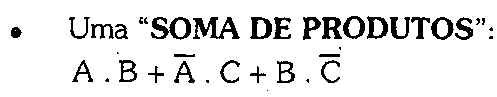 • Uma “SOMA DE PRODUTOS”:
A . B + A̅ . C + B . C̅